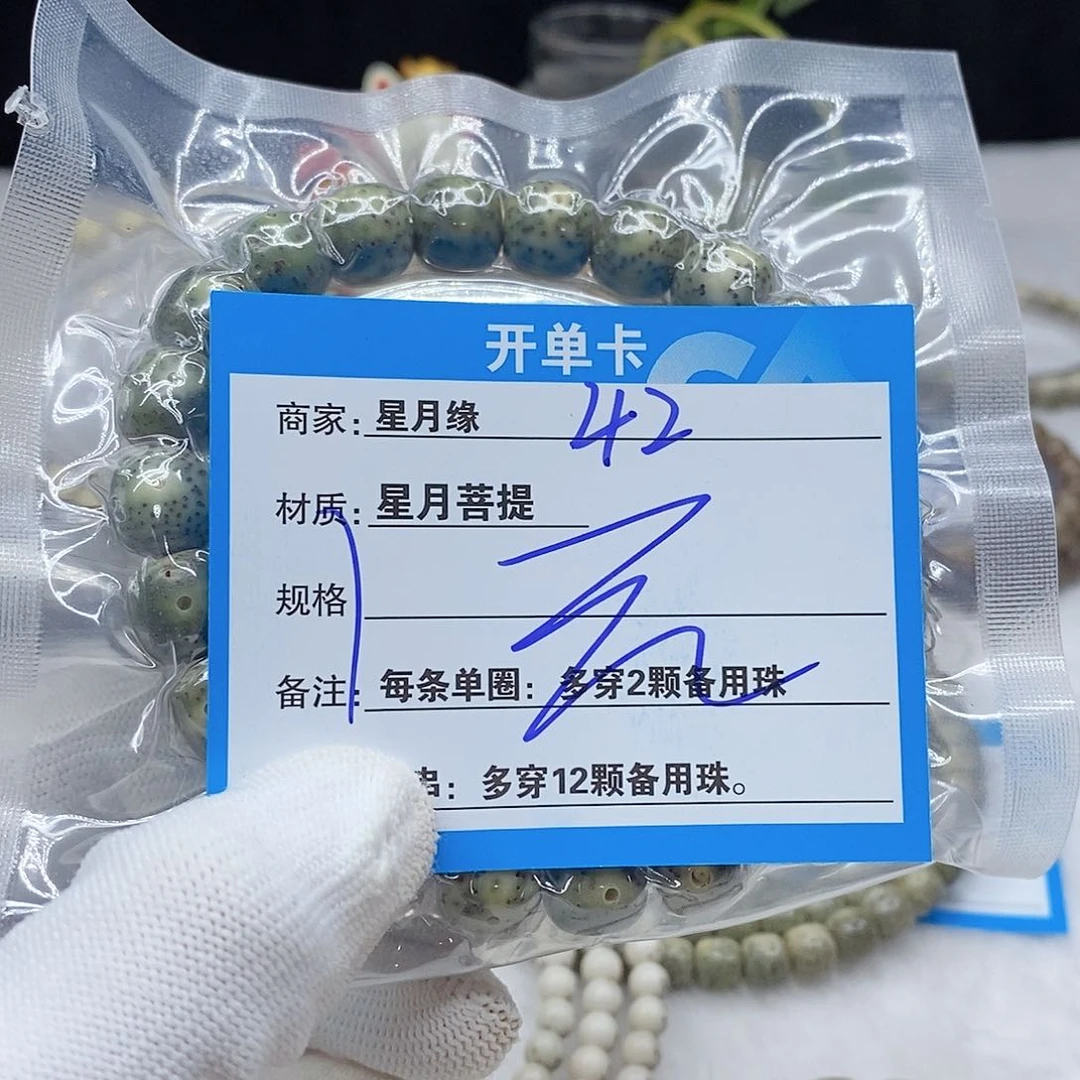 开单卡
商家：星月缘 42
材质：星月菩提
规格
备注：每条单圈：多穿2颗备用珠
串：多穿12颗备用珠。